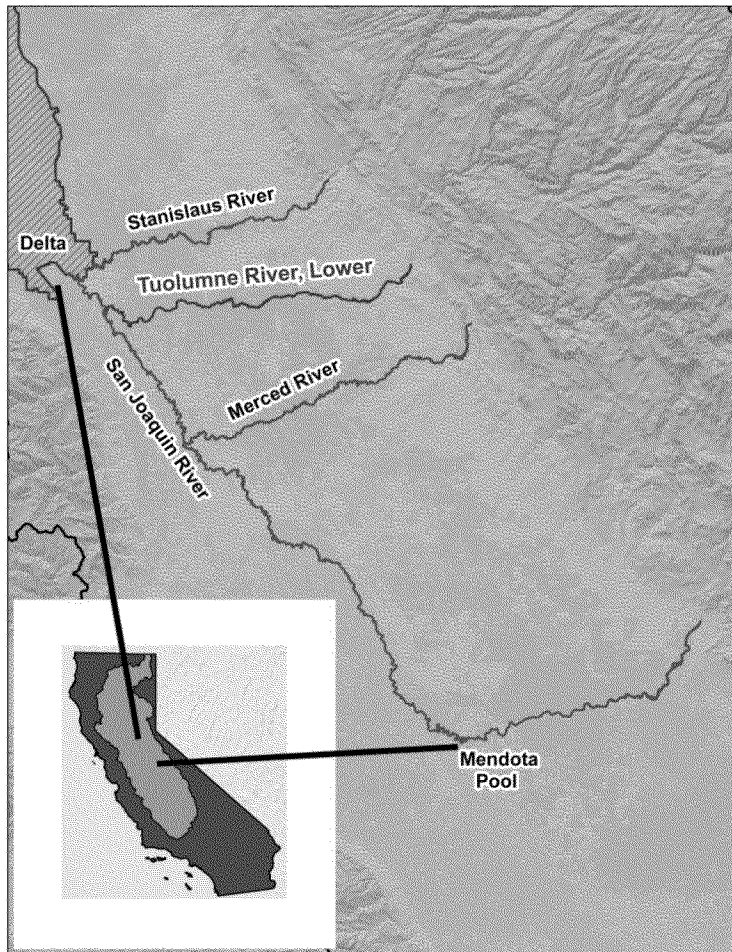 Stanislaus River
Delta
Tuolumne River, Lower
San Joaquin River
Merced River
Mendota
Pool